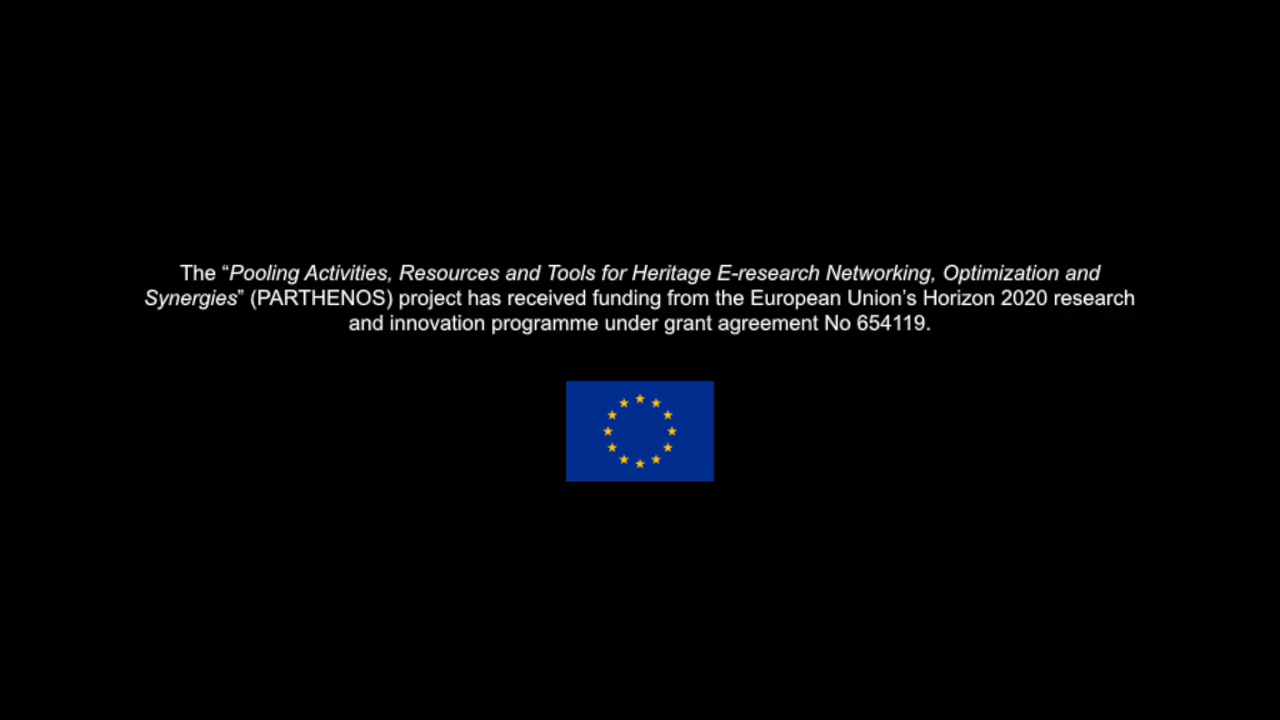 The “Pooling Activities, Resources and Tools for Heritage E-research Networking, Optimization and
Synergies” (PARTHENOS) project has received funding from the European Union’s Horizon 2020 research
and innovation programme under grant agreement No 654119.